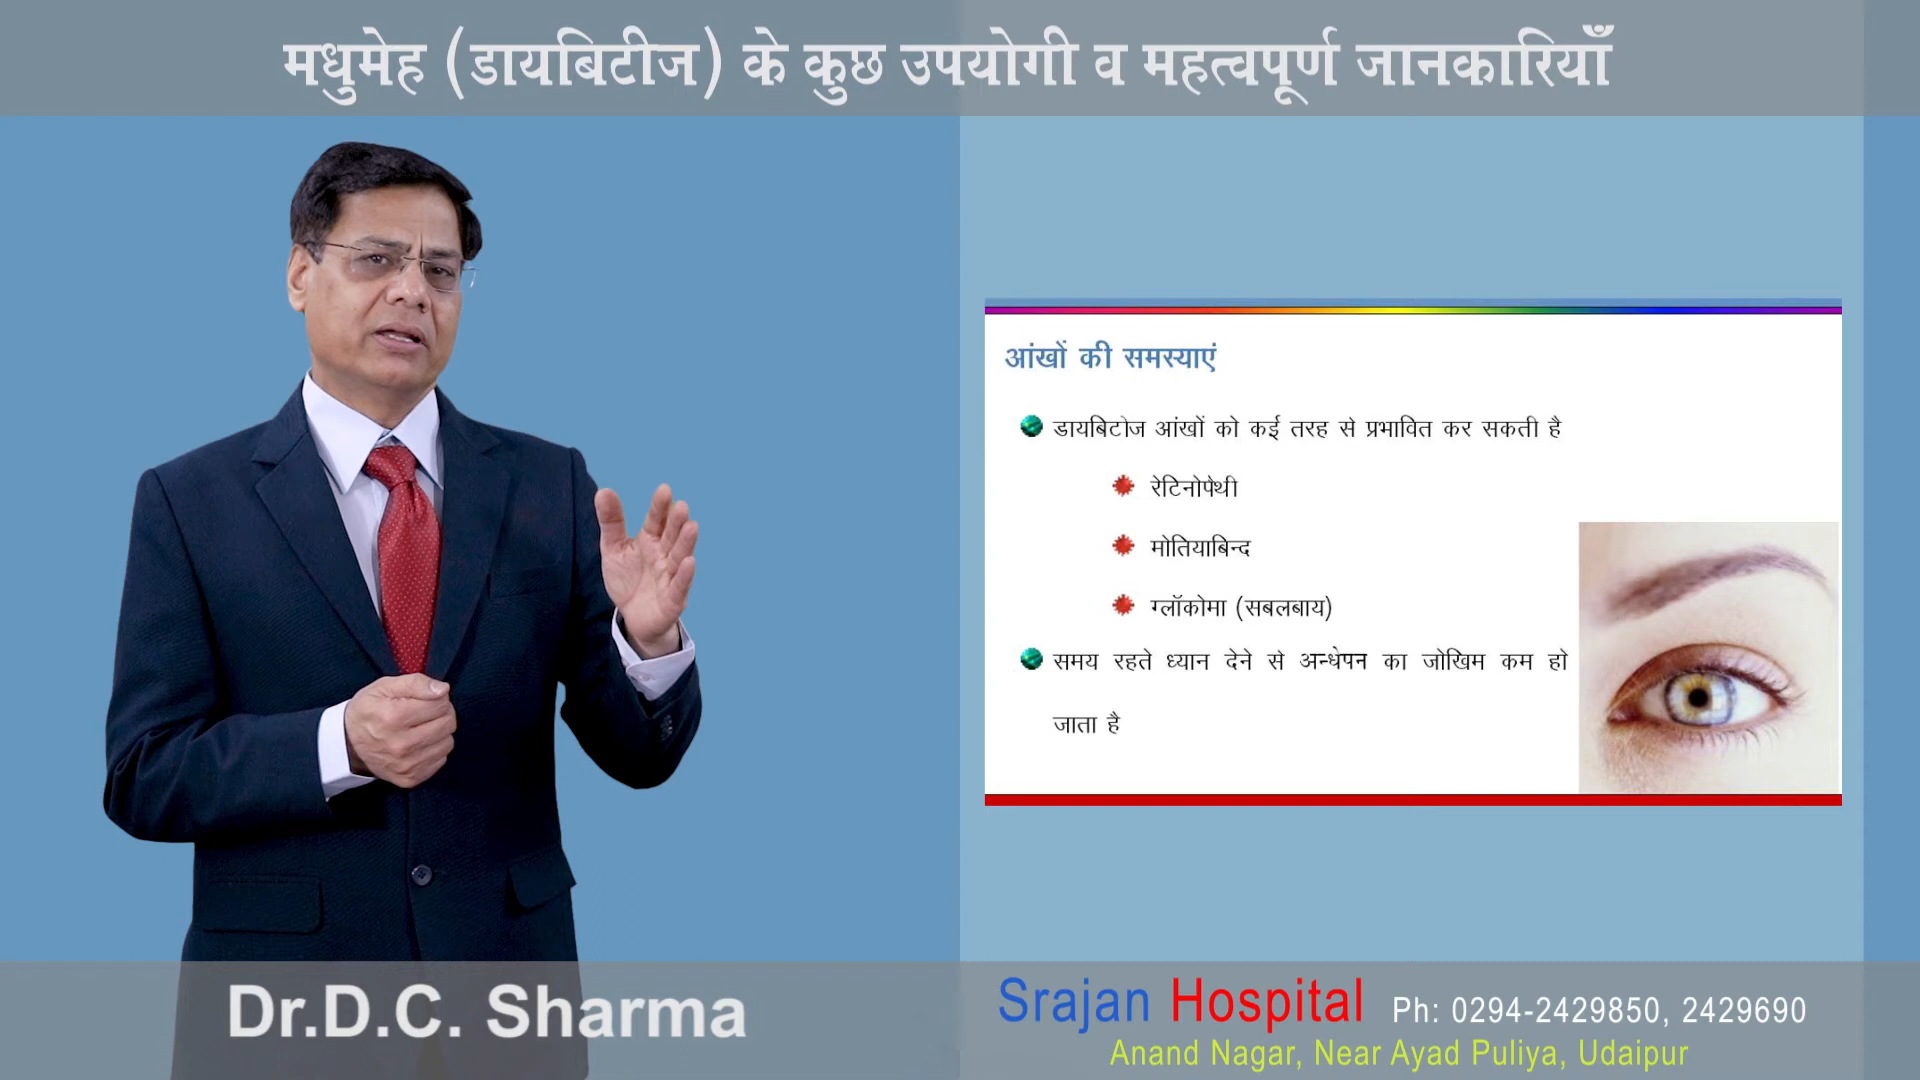 मधुमेह (डायबिटीज) के कुछ उपयोगी व महत्वपूर्ण जानकारियाँ
आंखों की समस्याएं
डायबिटोज आंखों को कई तरह से प्रभावित कर सकती है
रेटिनोपेथी
मोतियाबिन्द
ग्लॉकोमा (सबलबाय)
समय रहते ध्यान देने से अन्धेपन का जोखिम कम हो
जाता है
Dr.D.C. Sharma
Srajan Hospital Ph: 0294-2429850, 2429690
Anand Nagar, Near Ayad Puliya, Udaipur